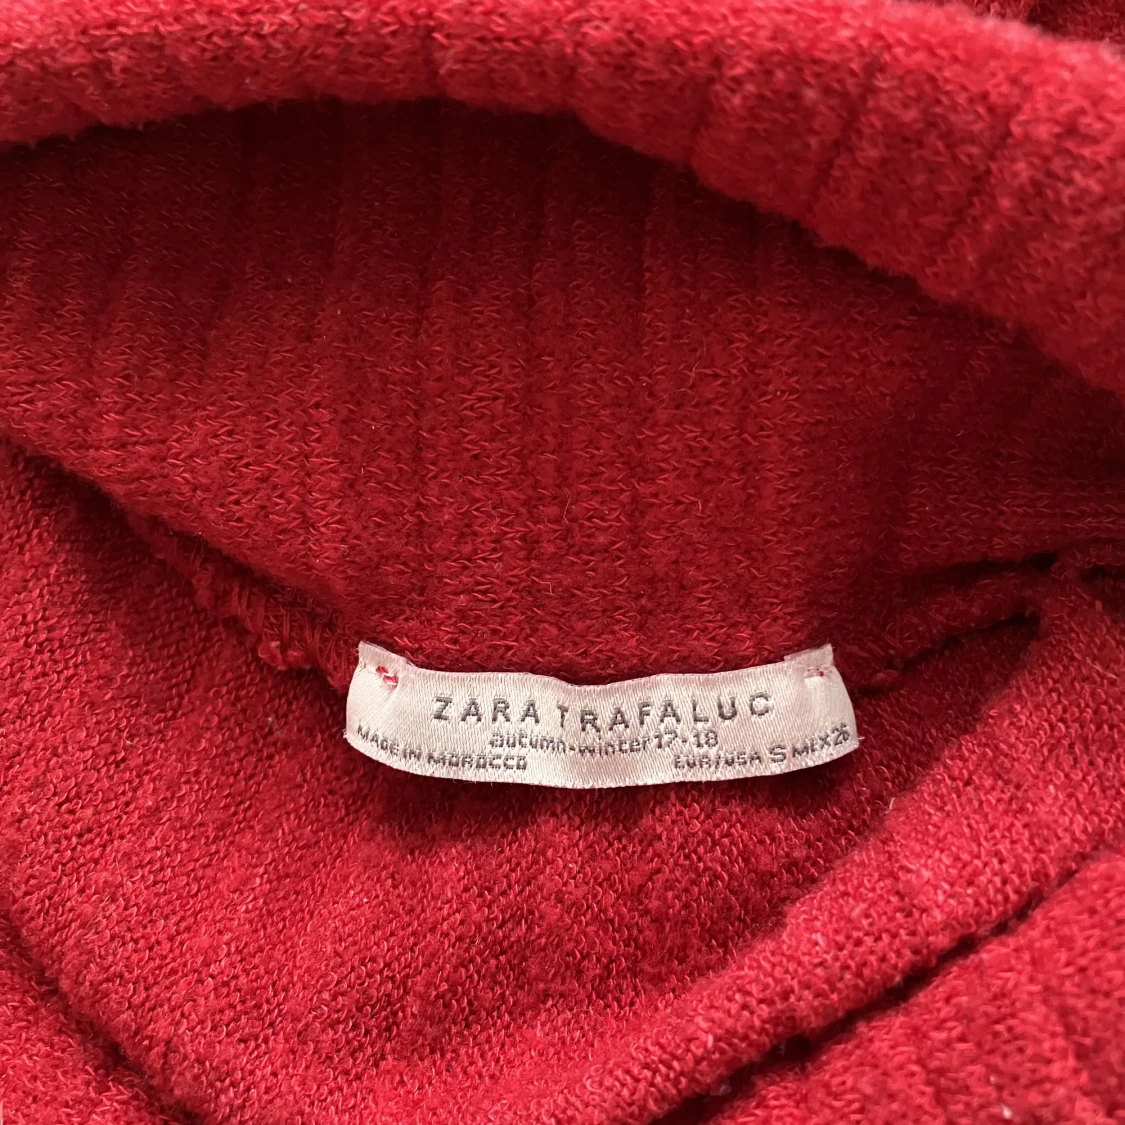 ZARA TRAFALUC
autumn-winter 17-18
MADE IN MOROCCO
EUR/USA S MEX 26